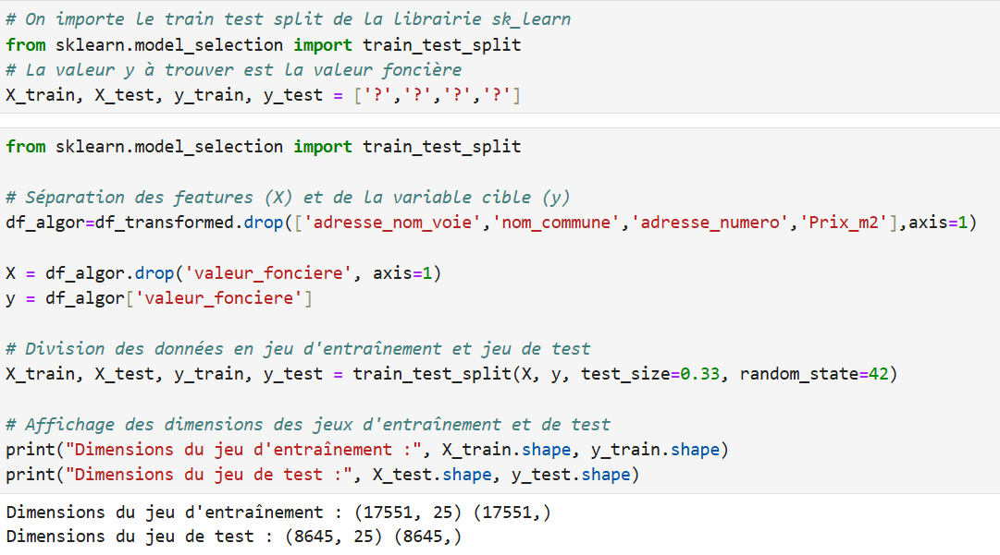 # On importe le train test split de la librairie sk_learn
from sklearn.model_selection import train_test_split
# La valeur y à trouver est la valeur foncière
X_train, X_test, y_train, y_test = ['?','?','?','?']
from sklearn.model_selection import train_test_split
# Séparation des features (X) et de la variable cible (y)
df_algor=df_transformed.drop(['adresse_nom_voie','nom_commune','adresse_numero','Prix_m2'],axis=1)
X = df_algor.drop('valeur_fonciere', axis=1)
y = df_algor['valeur_fonciere']
# Division des données en jeu d'entraînement et jeu de test
X_train, X_test, y_train, y_test = train_test_split(X, y, test_size=0.33, random_state=42)
# Affichage des dimensions des jeux d'entraînement et de test
print("Dimensions du jeu d'entraînement :", X_train.shape, y_train.shape)
print("Dimensions du jeu de test :", X_test.shape, y_test.shape)
Dimensions du jeu d'entraînement : (17551, 25) (17551,)
Dimensions du jeu de test : (8645, 25) (8645,)